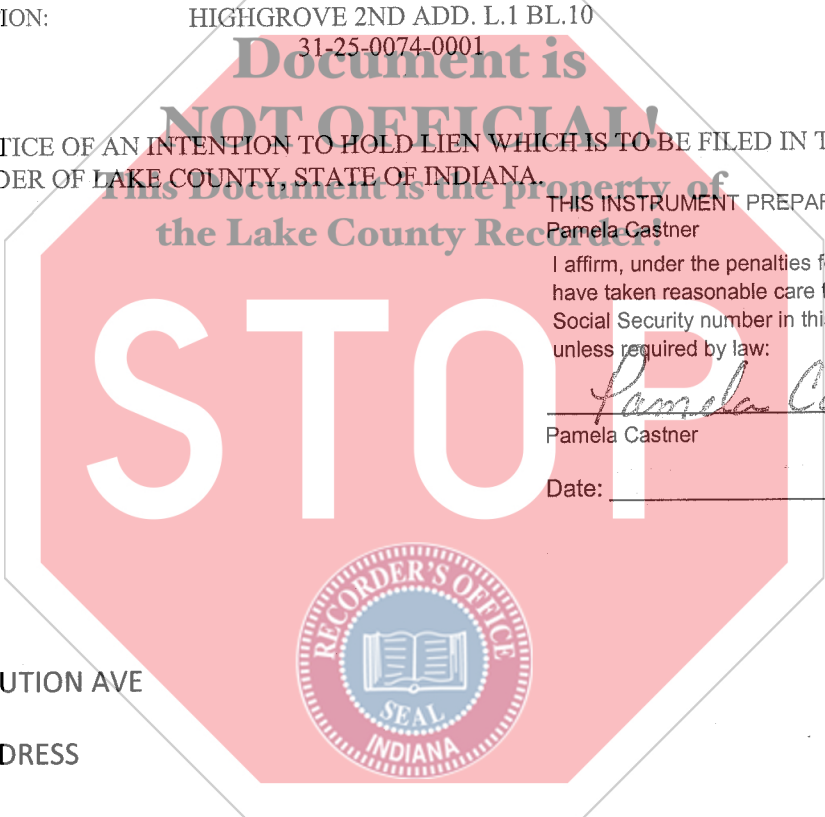 ION: HIGHGROVE 2ND ADD. L.1 BL.10
31-25-0074-0001
Document is
NOT OFFICIAL!
TICE OF AN INTENTION TO HOLD LIEN WHICH IS TO BE FILED IN T
DER OF LAKE COUNTY, STATE OF INDIANA.
This Document is the property of
the Lake County Recorder!
THIS INSTRUMENT PREPAR
Pamela Castner
I affirm, under the penalties f
have taken reasonable care t
Social Security number in this
unless required by law:
Pamela Ca
Pamela Castner
Date:
STOP
RECORDER'S OFFICE
SEAL
INDIANA
UTION AVE
DRESS